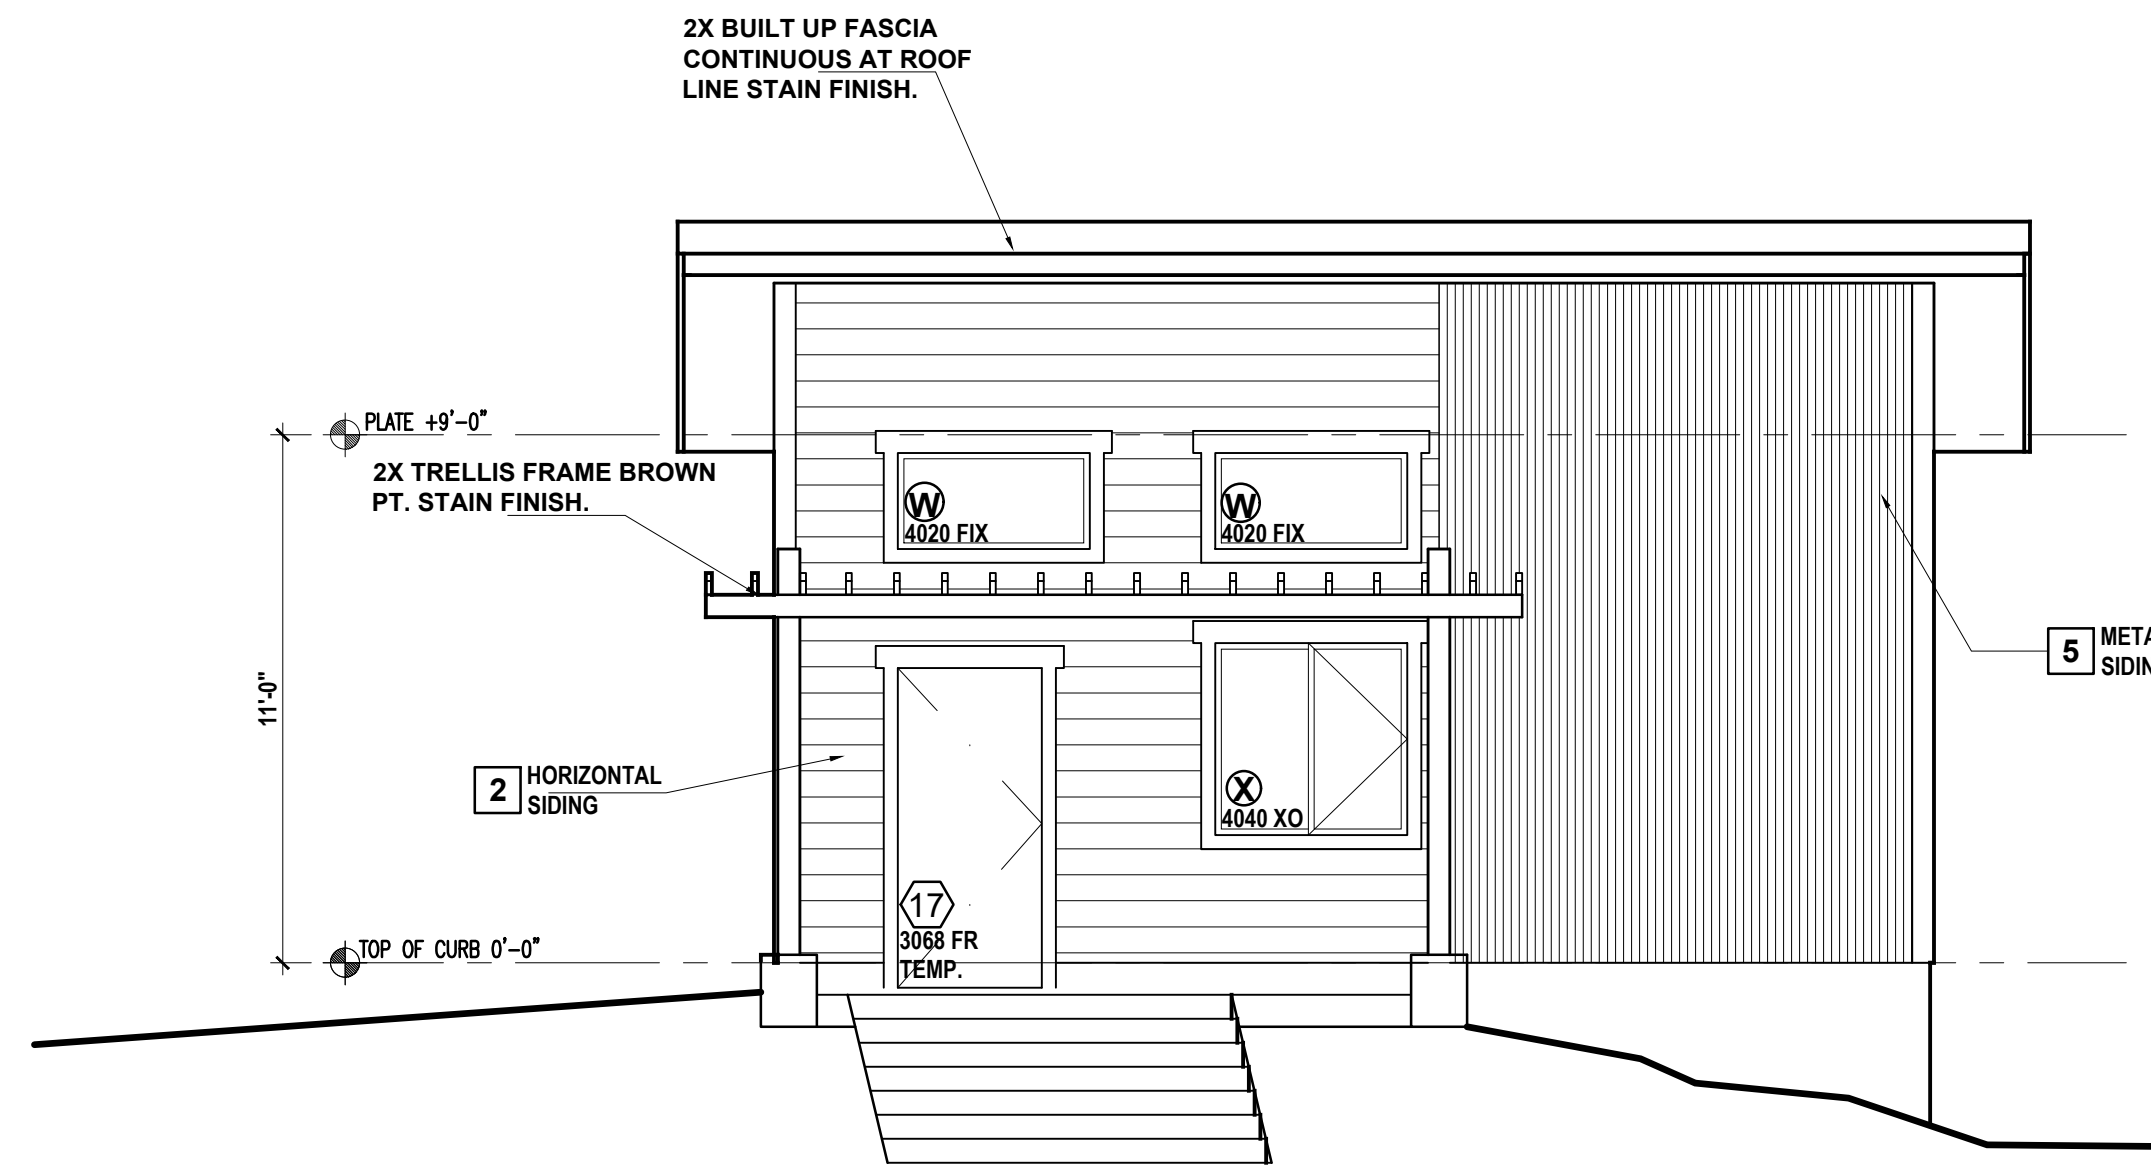 2X BUILT UP FASCIA
CONTINUOUS AT ROOF
LINE STAIN FINISH.
PLATE +9'-0"
2X TRELLIS FRAME BROWN
PT. STAIN FINISH.
W
4020 FIX
W
4020 FIX
11'-0"
5
META
SIDIN
2
HORIZONTAL
SIDING
X
4040 XO
17
3068 FR
TEMP.
TOP OF CURB 0'-0"